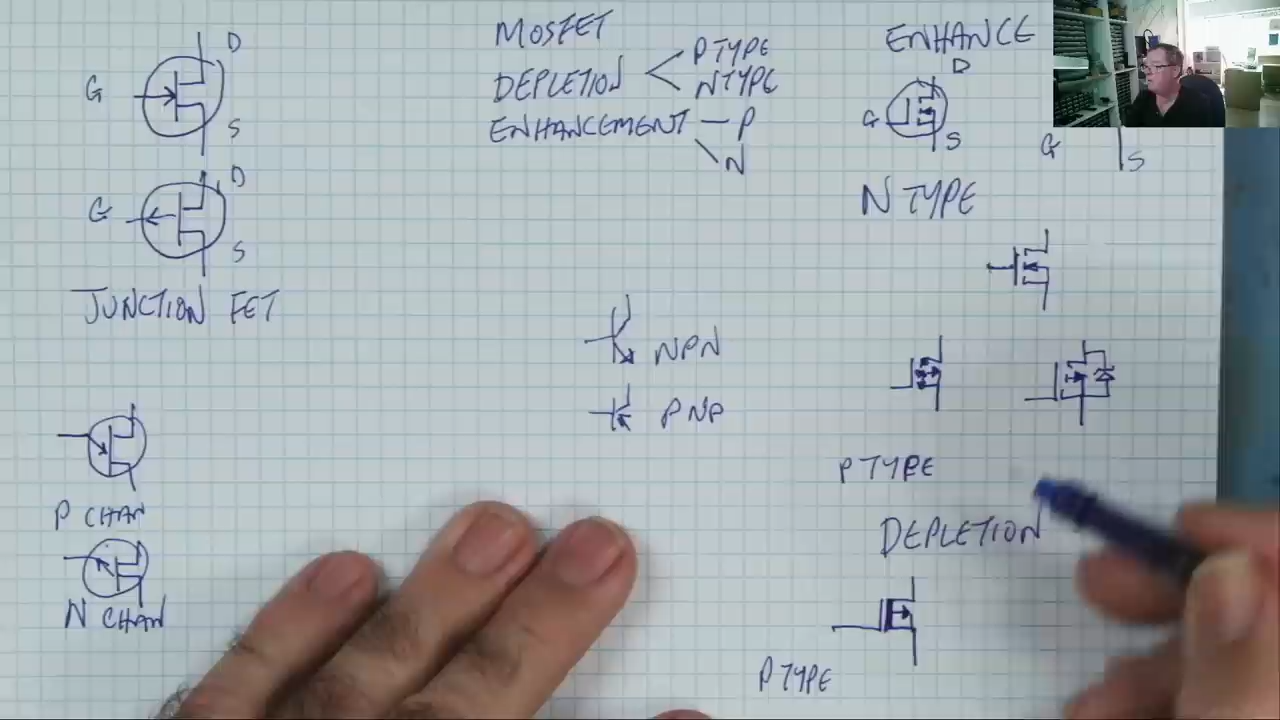 D
G
S
D
G
S
JUNCTION FET
P CHAN
N CHAN
MOSFET
DEPLETION
P TYPE
N TYPE
ENHANCEMENT
P
N
NPN
PNP
ENHANCE
D
G
S
G
S
N TYPE
P TYPE
DEPLETION
P TYPE